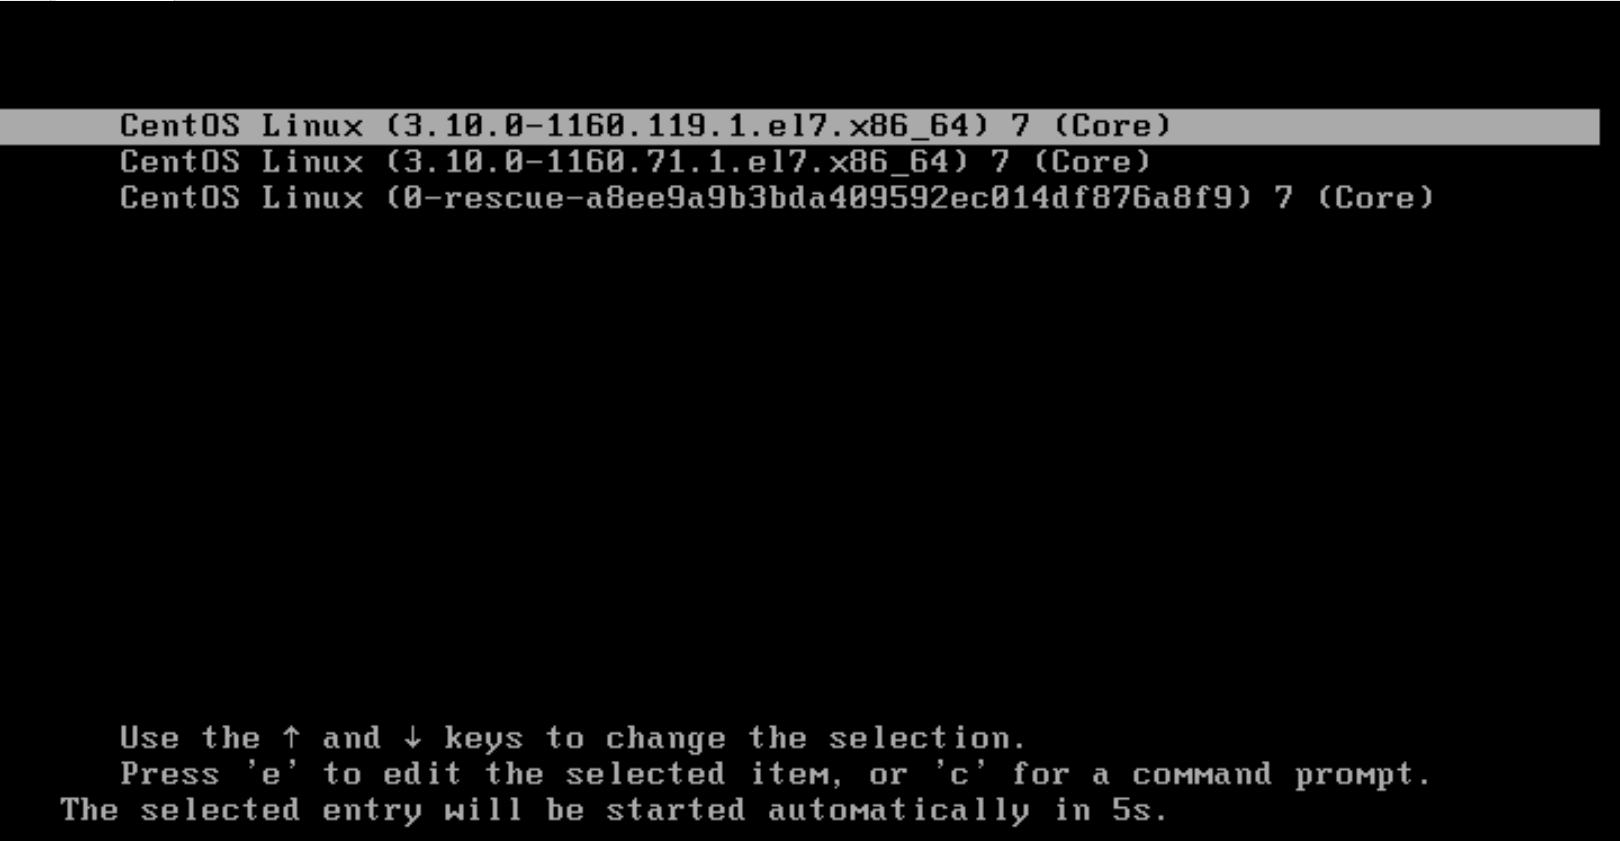 CentOS Linux (3.10.0-1160.119.1.el7.x86_64) 7 (Core)
CentOS Linux (3.10.0-1160.71.1.el7.x86_64) 7 (Core)
CentOS Linux (0-rescue-a8ee9a9b3bda409592ec014df876a8f9) 7 (Core)
Use the ↑ and ↓ keys to change the selection.
Press 'e' to edit the selected item, or 'c' for a command prompt.
The selected entry will be started automatically in 5s.